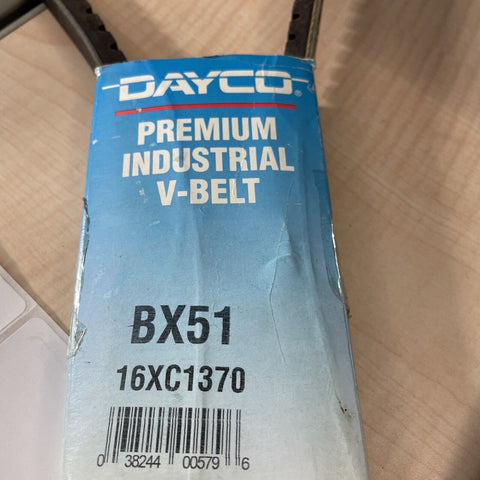 DAYCO®
PREMIUM
INDUSTRIAL
V-BELT
BX51
16XC1370
0 38244 00579 6